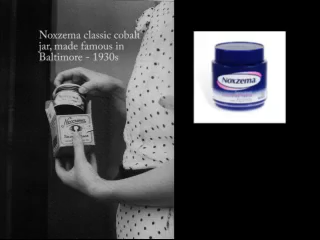 Noxzema classic cobalt
jar, made famous in
Baltimore - 1930s
Noxzema
Noxzema